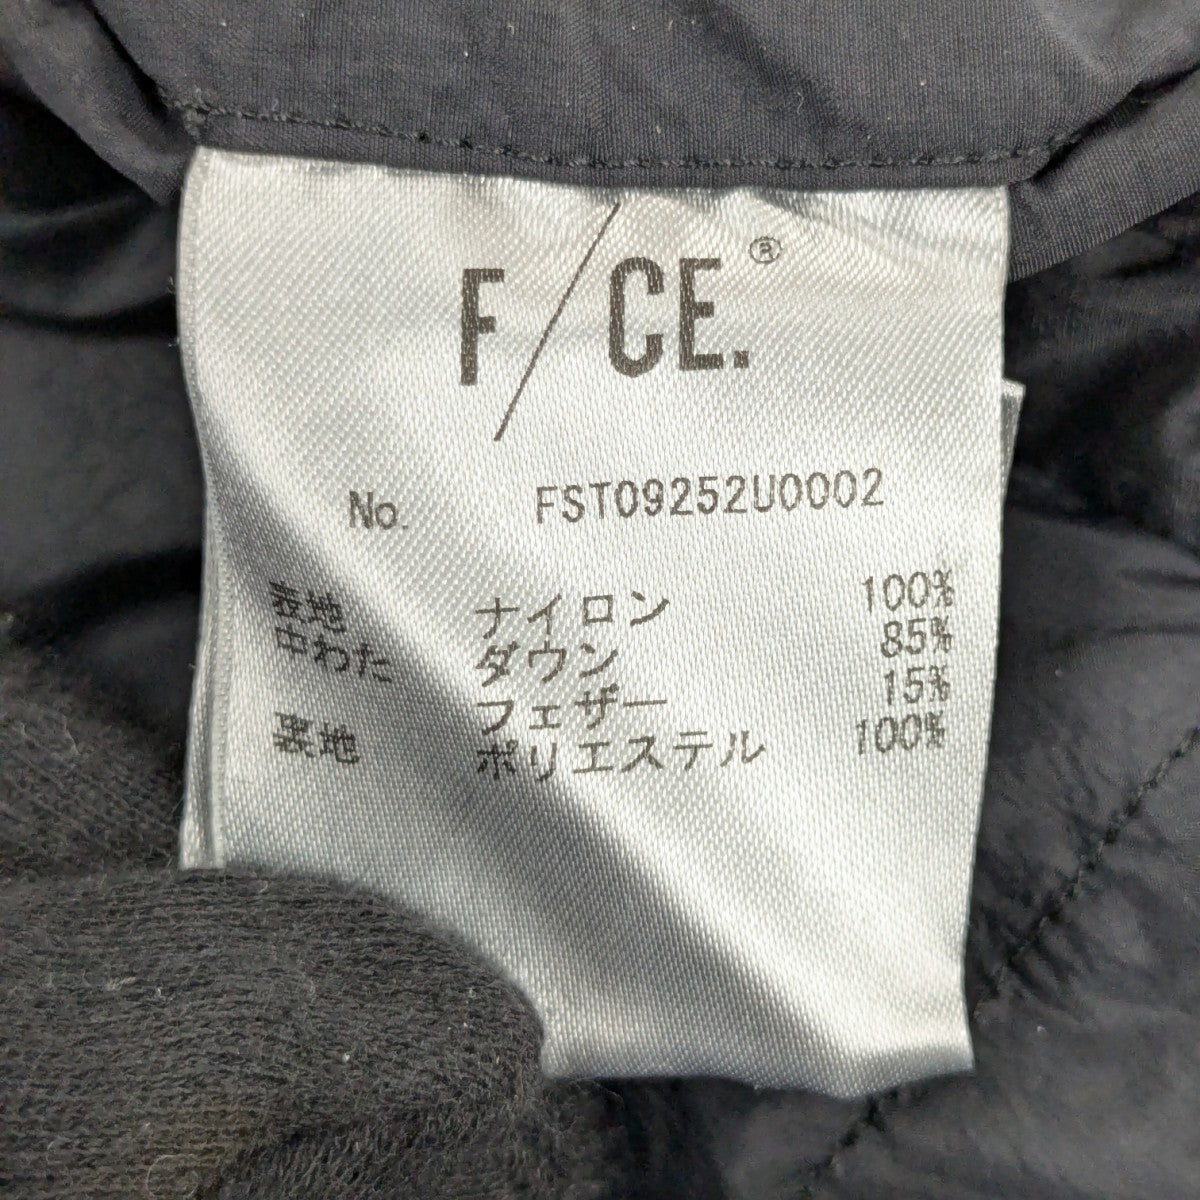 F/CE.®
No. FST09252U0002
表地 ナイロン 100%
中わた ダウン 85%
フェザー 15%
裏地 ポリエステル 100%